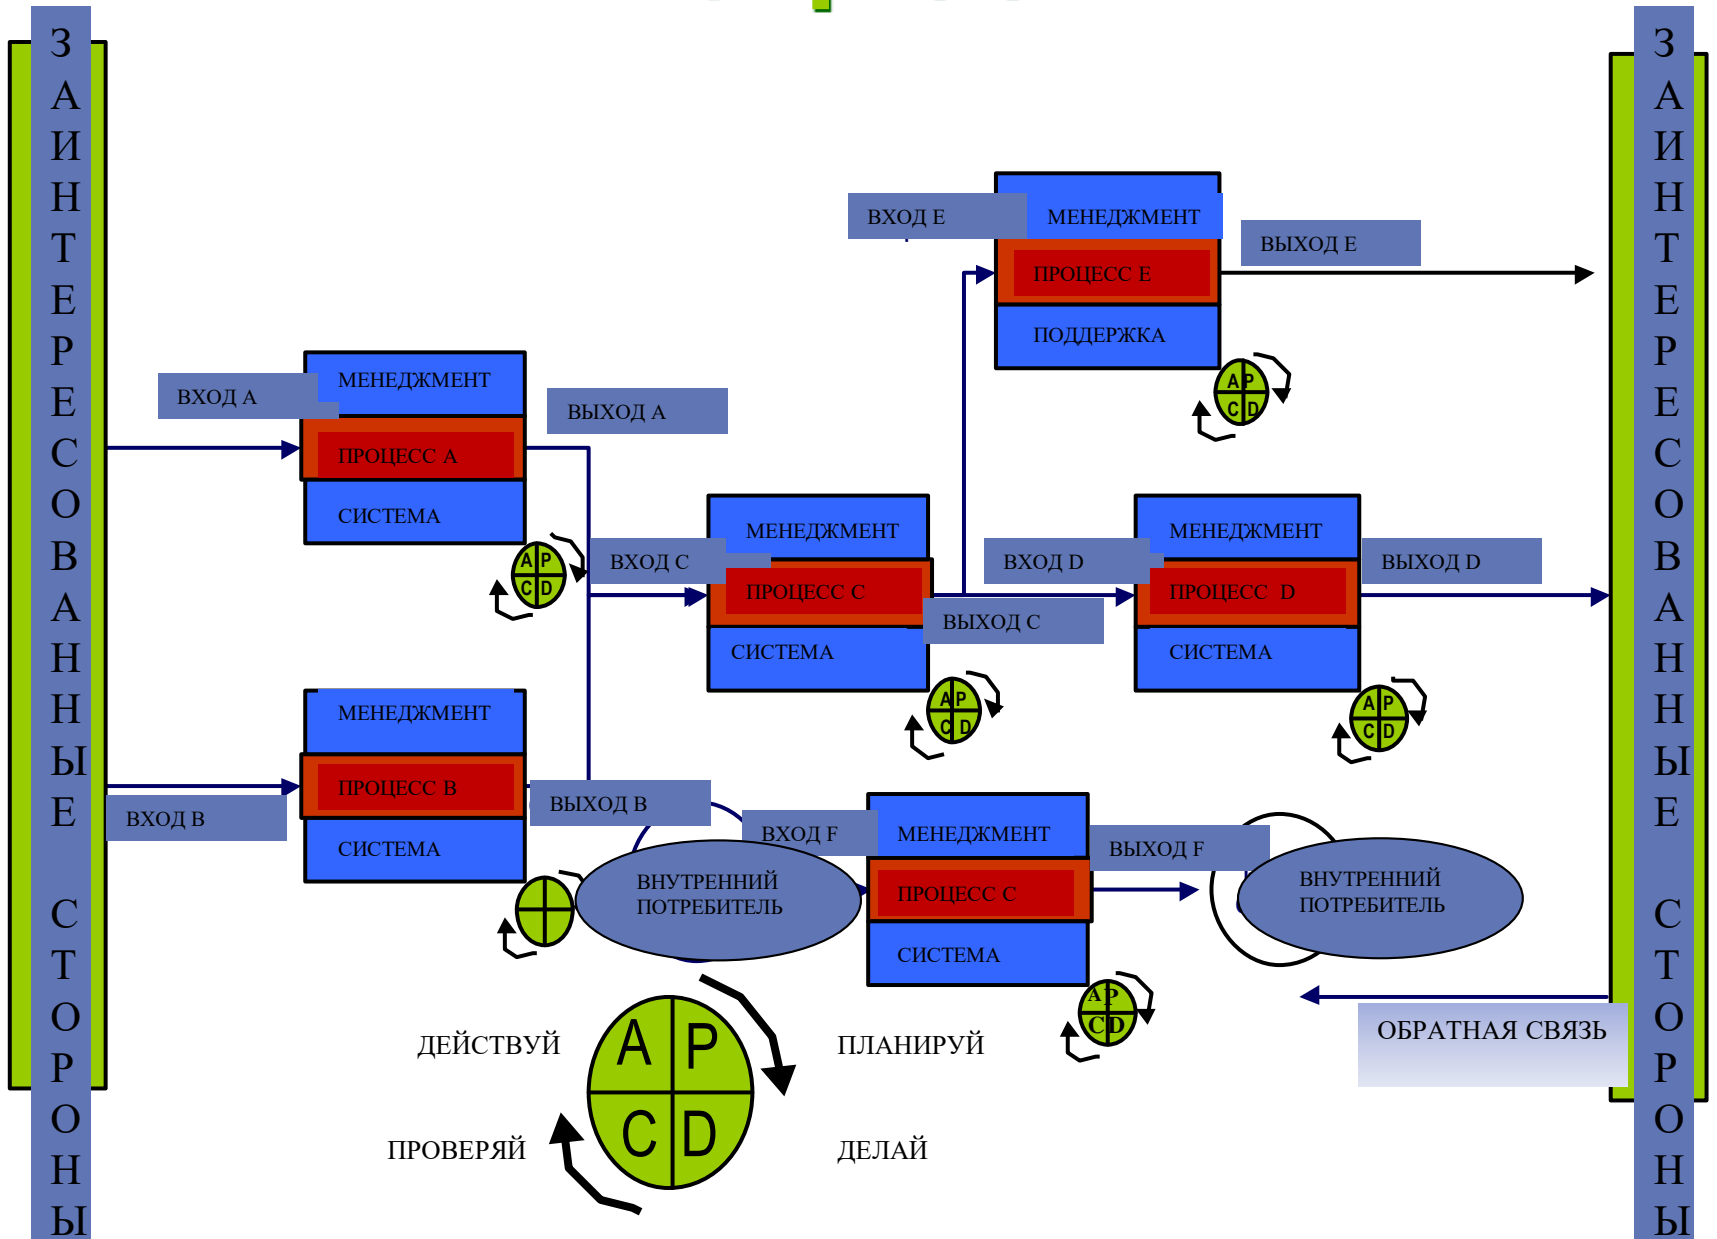 ЗАИНТЕРЕСОВАННЫЕ СТОРОНЫ
ВХОД E
МЕНЕДЖМЕНТ
ПРОЦЕСС E
ПОДДЕРЖКА
ВЫХОД E
A P
C D
ВХОД A
МЕНЕДЖМЕНТ
ПРОЦЕСС A
СИСТЕМА
ВЫХОД A
A P
C D
ВХОД C
МЕНЕДЖМЕНТ
ПРОЦЕСС C
СИСТЕМА
ВЫХОД C
A P
C D
ВХОД D
МЕНЕДЖМЕНТ
ПРОЦЕСС D
СИСТЕМА
ВЫХОД D
A P
C D
ВХОД B
МЕНЕДЖМЕНТ
ПРОЦЕСС B
СИСТЕМА
ВЫХОД B
ВНУТРЕННИЙ
ПОТРЕБИТЕЛЬ
ВХОД F
МЕНЕДЖМЕНТ
ПРОЦЕСС C
СИСТЕМА
ВЫХОД F
A P
C D
ВНУТРЕННИЙ
ПОТРЕБИТЕЛЬ
ОБРАТНАЯ СВЯЗЬ
ДЕЙСТВУЙ
A P
ПЛАНИРУЙ
ПРОВЕРЯЙ
C D
ДЕЛАЙ
ЗАИНТЕРЕСОВАННЫЕ СТОРОНЫ